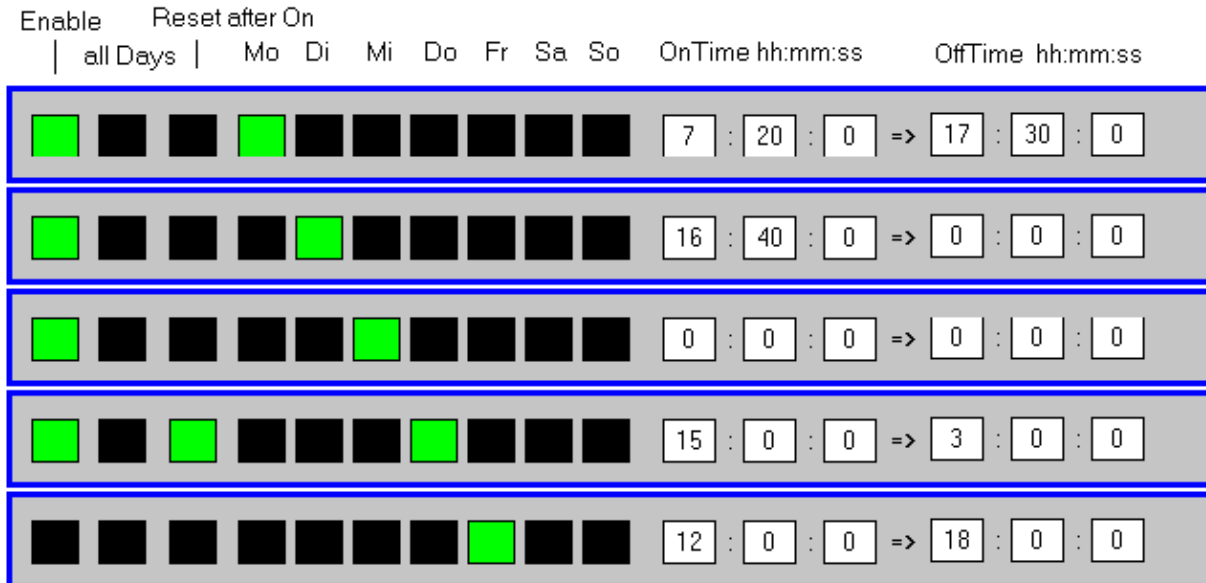 Enable Reset after On
| all Days | Mo Di Mi Do Fr Sa So OnTime hh:mm:ss OffTime hh:mm:ss
7 : 20 : 0 => 17 : 30 : 0
16 : 40 : 0 => 0 : 0 : 0
0 : 0 : 0 => 0 : 0 : 0
15 : 0 : 0 => 3 : 0 : 0
12 : 0 : 0 => 18 : 0 : 0